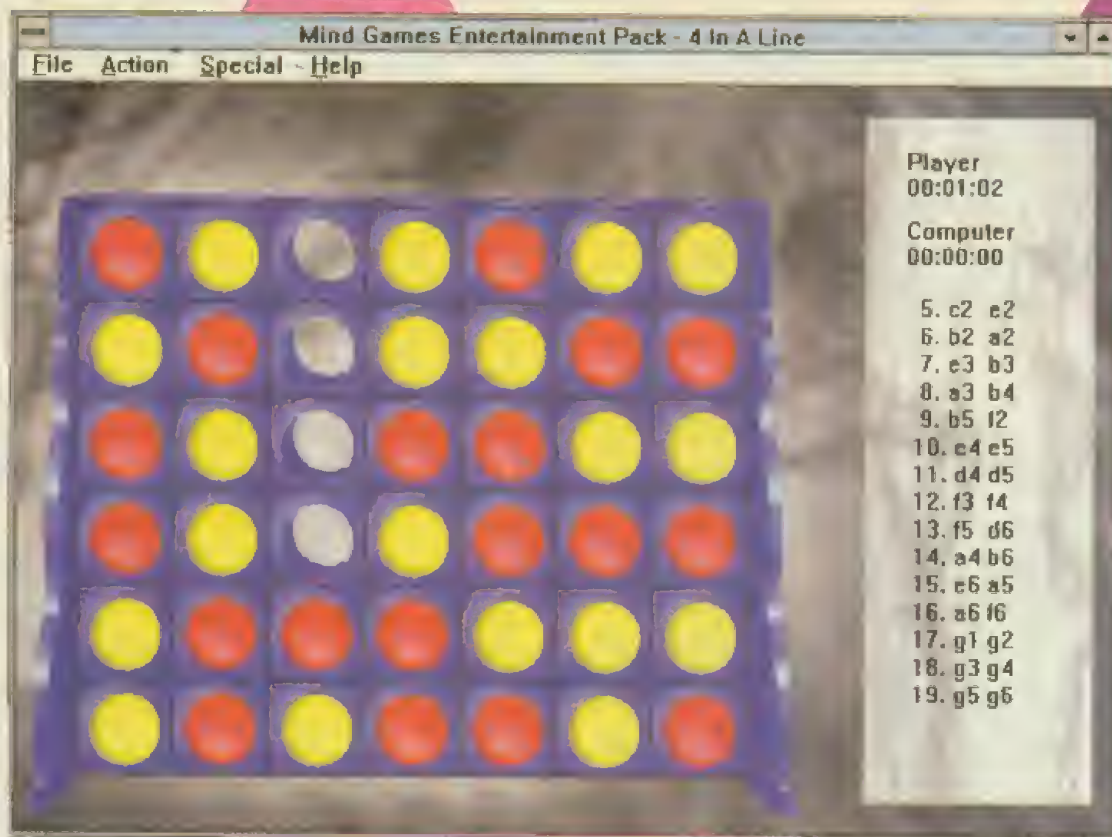 Mind Games Entertainment Pack - 4 In A Line
File Action Special Help
Player
00:01:02
Computer
00:00:00
5. c2 e2
6. b2 a2
7. e3 b3
8. a3 b4
9. b5 f2
10. e4 e5
11. d4 d5
12. f3 f4
13. f5 d6
14. a4 b6
15. e6 a5
16. a6 f6
17. g1 g2
18. g3 g4
19. g5 g6